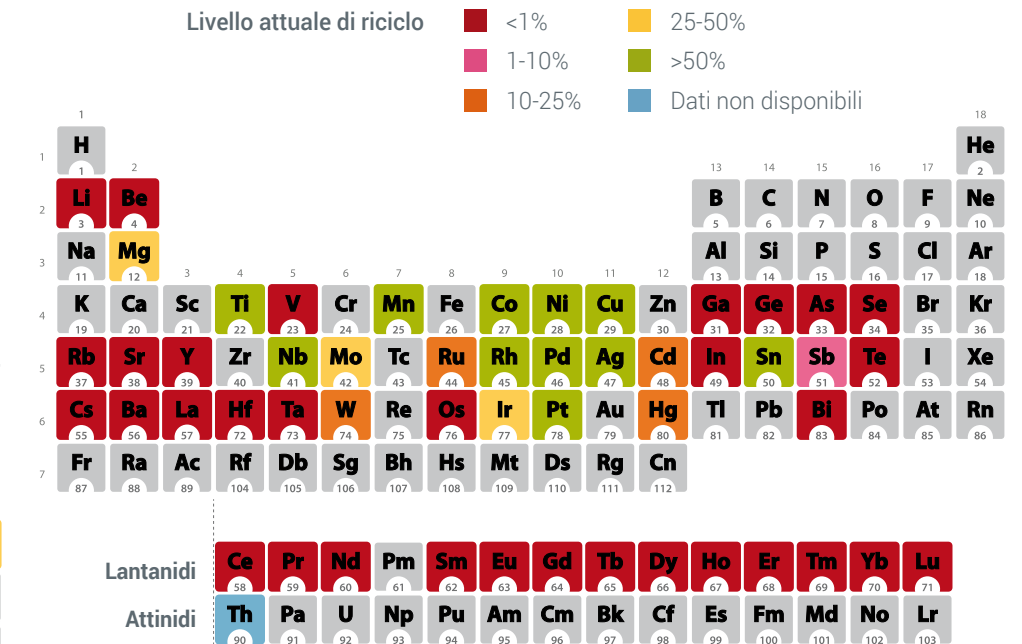 Livello attuale di riciclo
<1%
25-50%
1-10%
>50%
10-25%
Dati non disponibili
1 18
1 H 1 He 2
2 13 14 15 16 17
2 Li 3 Be 4 B 5 C 6 N 7 O 8 F 9 Ne 10
3 Na 11 Mg 12 Al 13 Si 14 P 15 S 16 Cl 17 Ar 18
3 4 5 6 7 8 9 10 11 12
4 K 19 Ca 20 Sc 21 Ti 22 V 23 Cr 24 Mn 25 Fe 26 Co 27 Ni 28 Cu 29 Zn 30 Ga 31 Ge 32 As 33 Se 34 Br 35 Kr 36
5 Rb 37 Sr 38 Y 39 Zr 40 Nb 41 Mo 42 Tc 43 Ru 44 Rh 45 Pd 46 Ag 47 Cd 48 In 49 Sn 50 Sb 51 Te 52 I 53 Xe 54
6 Cs 55 Ba 56 La 57 Hf 72 Ta 73 W 74 Re 75 Os 76 Ir 77 Pt 78 Au 79 Hg 80 Tl 81 Pb 82 Bi 83 Po 84 At 85 Rn 86
7 Fr 87 Ra 88 Ac 89 Rf 104 Db 105 Sg 106 Bh 107 Hs 108 Mt 109 Ds 110 Rg 111 Cn 112
Lantanidi Ce 58 Pr 59 Nd 60 Pm 61 Sm 62 Eu 63 Gd 64 Tb 65 Dy 66 Ho 67 Er 68 Tm 69 Yb 70 Lu 71
Attinidi Th 90 Pa 91 U 92 Np 93 Pu 94 Am 95 Cm 96 Bk 97 Cf 98 Es 99 Fm 100 Md 101 No 102 Lr 103